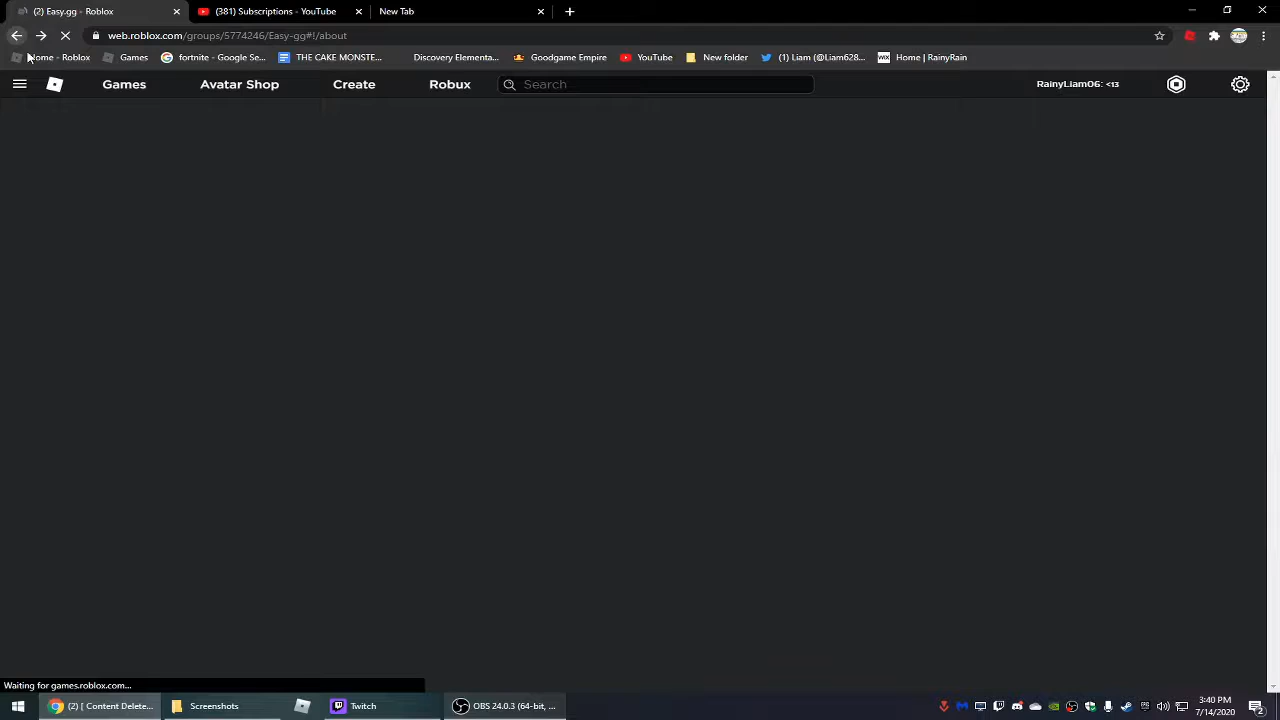 (2) Easy.gg - Roblox
(381) Subscriptions - YouTube
New Tab
web.roblox.com/groups/5774246/Easy-gg#!/about
Home - Roblox
Games
fortnite - Google Se...
THE CAKE MONSTE...
Discovery Elementa...
Goodgame Empire
YouTube
New folder
(1) Liam (@Liam628...
WIX
Home | RainyRain
Games
Avatar Shop
Create
Robux
Search
RainyLiam06: <13
Waiting for games.roblox.com...
(2) [ Content Delete...
Screenshots
Twitch
OBS 24.0.3 (64-bit, ...
3:40 PM
7/14/2020